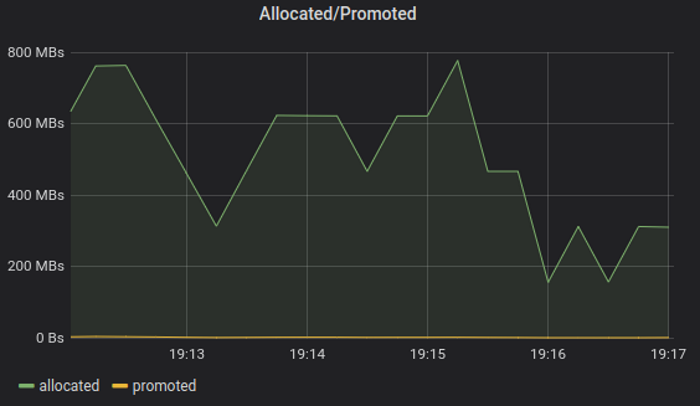 Allocated/Promoted
800 MBs
600 MBs
400 MBs
200 MBs
0 Bs
19:13 19:14 19:15 19:16 19:17
allocated promoted